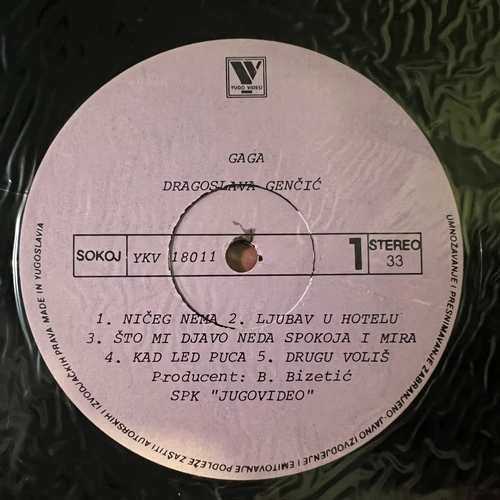 YUGO VIDEO
GAGA
DRAGOSLAVA GENČIĆ
SOKOJ YKV 18011 1 STEREO 33
1. NIČEG NEMA 2. LJUBAV U HOTELU
3. ŠTO MI DJAVO NEDA SPOKOJA I MIRA
4. KAD LED PUCA 5. DRUGU VOLIŠ
Producent: B. Bizetić
SPK "JUGOVIDEO"
UMNOŽAVANJE I PRESNIMAVANJE ZABRANJENO·JAVNO IZVODJENJE I EMITOVANJE PODLEŽE ZAŠTITI AUTORSKIH I IZVODJAČKIH PRAVA MADE IN YUGOSLAVIA